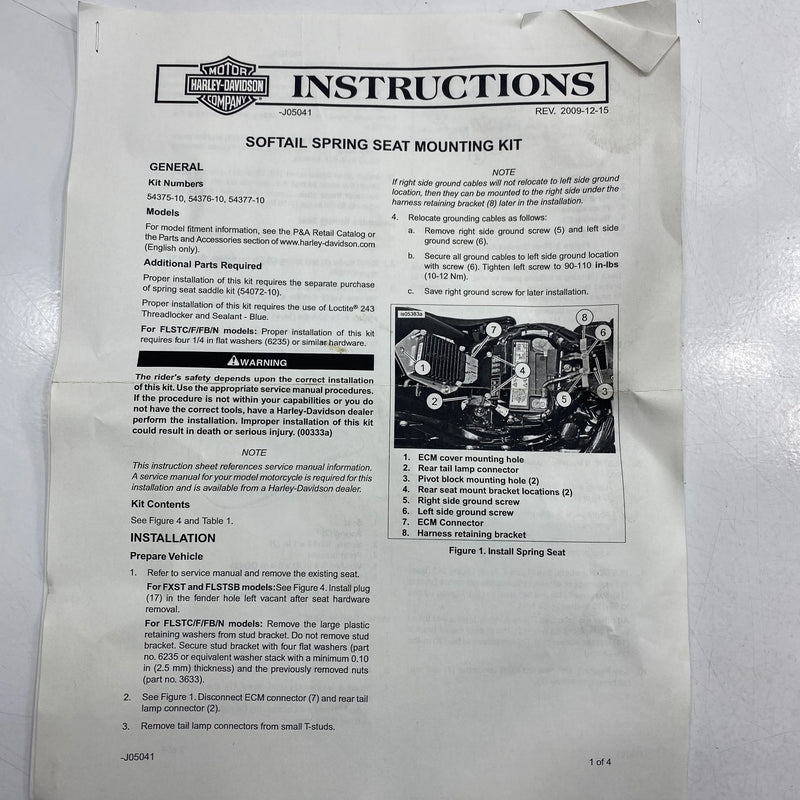 MOTOR
HARLEY-DAVIDSON
COMPANY
INSTRUCTIONS
-J05041
REV. 2009-12-15
SOFTAIL SPRING SEAT MOUNTING KIT
GENERAL
Kit Numbers
54375-10, 54376-10, 54377-10
Models
For model fitment information, see the P&A Retail Catalog or
the Parts and Accessories section of www.harley-davidson.com
(English only).
Additional Parts Required
Proper installation of this kit requires the separate purchase
of spring seat saddle kit (54072-10).
Proper installation of this kit requires the use of Loctite® 243
Threadlocker and Sealant - Blue.
For FLSTC/F/FB/N models: Proper installation of this kit
requires four 1/4 in flat washers (6235) or similar hardware.
WARNING
The rider's safety depends upon the correct installation
of this kit. Use the appropriate service manual procedures.
If the procedure is not within your capabilities or you do
not have the correct tools, have a Harley-Davidson dealer
perform the installation. Improper installation of this kit
could result in death or serious injury. (00333a)
NOTE
This instruction sheet references service manual information.
A service manual for your model motorcycle is required for this
installation and is available from a Harley-Davidson dealer.
Kit Contents
See Figure 4 and Table 1.
INSTALLATION
Prepare Vehicle
1. Refer to service manual and remove the existing seat.
For FXST and FLSTSB models:See Figure 4. Install plug
(17) in the fender hole left vacant after seat hardware
removal.
For FLSTC/F/FB/N models: Remove the large plastic
retaining washers from stud bracket. Do not remove stud
bracket. Secure stud bracket with four flat washers (part
no. 6235 or equivalent washer stack with a minimum 0.10
in (2.5 mm) thickness) and the previously removed nuts
(part no. 3633).
2. See Figure 1. Disconnect ECM connector (7) and rear tail
lamp connector (2).
3. Remove tail lamp connectors from small T-studs.
NOTE
If right side ground cables will not relocate to left side ground
location, then they can be mounted to the right side under the
harness retaining bracket (8) later in the installation.
4. Relocate grounding cables as follows:
a. Remove right side ground screw (5) and left side
ground screw (6).
b. Secure all ground cables to left side ground location
with screw (6). Tighten left screw to 90-110 in-lbs
(10-12 Nm).
c. Save right ground screw for later installation.
is05383a
8
7
6
1
4
2
5
3
1. ECM cover mounting hole
2. Rear tail lamp connector
3. Pivot block mounting hole (2)
4. Rear seat mount bracket locations (2)
5. Right side ground screw
6. Left side ground screw
7. ECM Connector
8. Harness retaining bracket
Figure 1. Install Spring Seat
-J05041
1 of 4